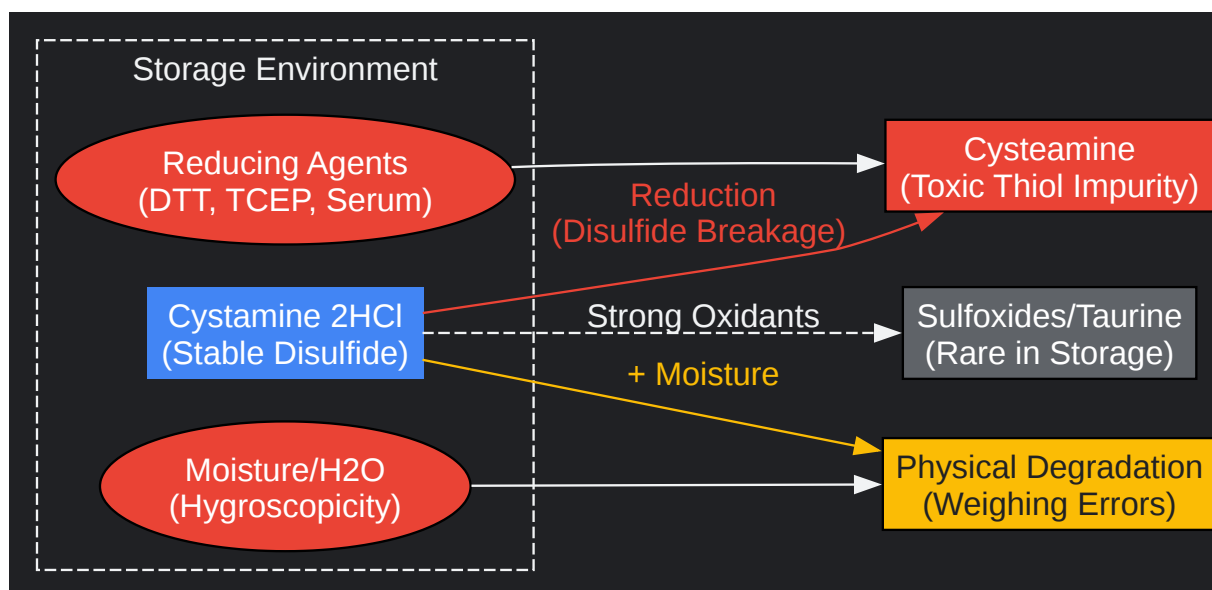 Storage Environment
Reducing Agents
(DTT, TCEP, Serum)
Cysteamine
(Toxic Thiol Impurity)
Reduction
(Disulfide Breakage)
Cystamine 2HCl
(Stable Disulfide)
Strong Oxidants
Sulfoxides/Taurine
(Rare in Storage)
+ Moisture
Moisture/H2O
(Hygroscopicity)
Physical Degradation
(Weighing Errors)